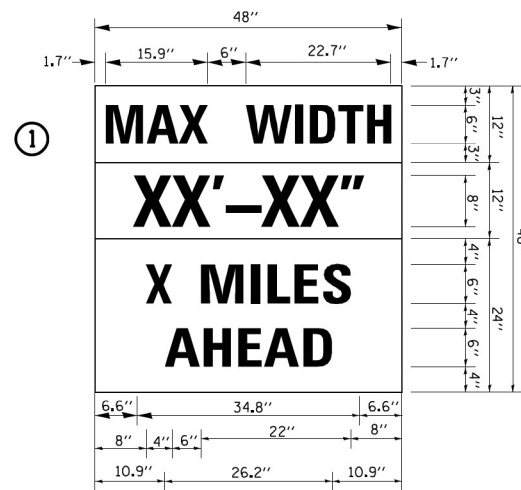 48"
1.7" 15.9" 6" 22.7" 1.7"
1
MAX WIDTH
3"
6"
3"
12"
XX'–XX"
8"
12"
X MILES
AHEAD
4"
6"
4"
6"
4"
24"
6.6" 34.8" 6.6"
8" 4" 6" 22" 8"
10.9" 26.2" 10.9"